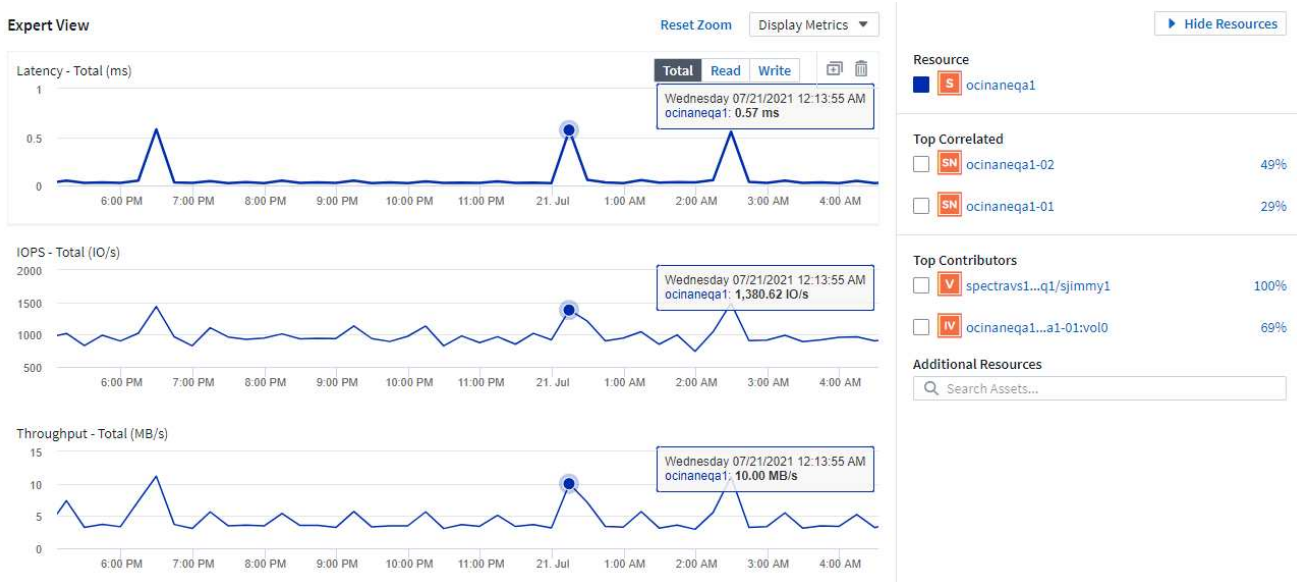 Expert View
Reset Zoom
Display Metrics
Hide Resources
Latency - Total (ms)
Total Read Write
Wednesday 07/21/2021 12:13:55 AM
ocinaneqa1: 0.57 ms
1
0.5
0
6:00 PM 7:00 PM 8:00 PM 9:00 PM 10:00 PM 11:00 PM 21. Jul 1:00 AM 2:00 AM 3:00 AM 4:00 AM
IOPS - Total (IO/s)
Wednesday 07/21/2021 12:13:55 AM
ocinaneqa1: 1,380.62 IO/s
2000
1500
1000
500
6:00 PM 7:00 PM 8:00 PM 9:00 PM 10:00 PM 11:00 PM 21. Jul 1:00 AM 2:00 AM 3:00 AM 4:00 AM
Throughput - Total (MB/s)
Wednesday 07/21/2021 12:13:55 AM
ocinaneqa1: 10.00 MB/s
15
10
5
0
6:00 PM 7:00 PM 8:00 PM 9:00 PM 10:00 PM 11:00 PM 21. Jul 1:00 AM 2:00 AM 3:00 AM 4:00 AM
Resource
S ocinaneqa1
Top Correlated
SN ocinaneqa1-02 49%
SN ocinaneqa1-01 29%
Top Contributors
V spectravs1...q1/sjimmy1 100%
IV ocinaneqa1...a1-01:vol0 69%
Additional Resources
Search Assets...